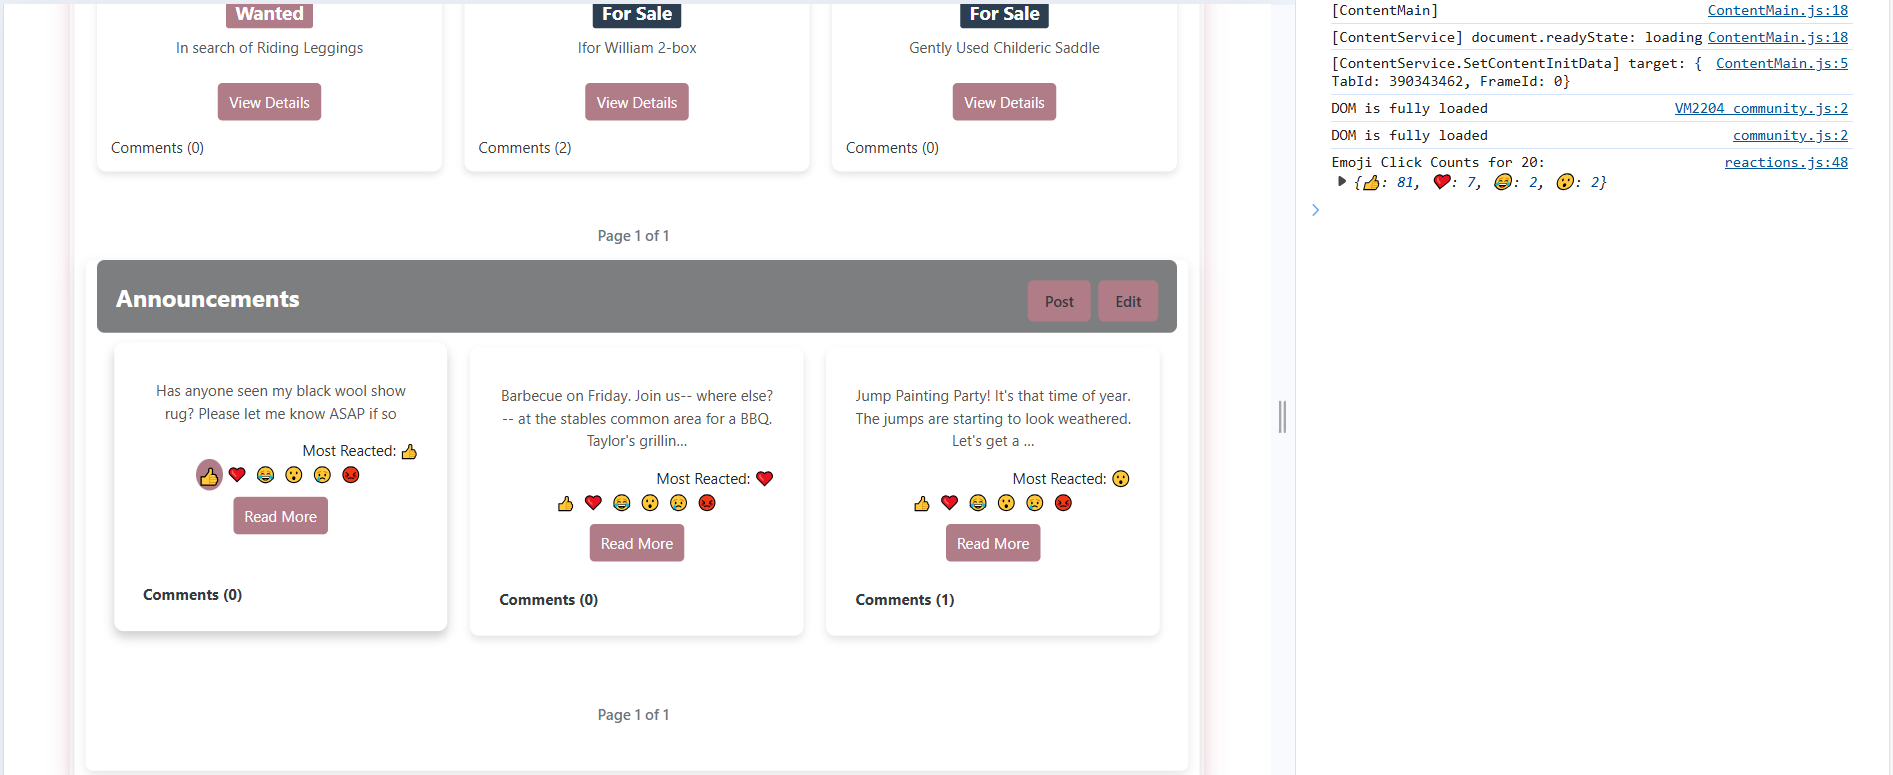 Wanted
In search of Riding Leggings
View Details
Comments (0)
For Sale
Ifor William 2-box
View Details
Comments (2)
For Sale
Gently Used Childeric Saddle
View Details
Comments (0)
Page 1 of 1
Announcements
Post
Edit
Has anyone seen my black wool show
rug? Please let me know ASAP if so
Most Reacted: 👍
👍 ❤️ 😂 😮 😢 😡
Read More
Comments (0)
Barbecue on Friday. Join us-- where else?
-- at the stables common area for a BBQ.
Taylor's grillin...
Most Reacted: ❤️
👍 ❤️ 😂 😮 😢 😡
Read More
Comments (0)
Jump Painting Party! It's that time of year.
The jumps are starting to look weathered.
Let's get a ...
Most Reacted: 😮
👍 ❤️ 😂 😮 😢 😡
Read More
Comments (1)
Page 1 of 1
[ContentMain] ContentMain.js:18
[ContentService] document.readyState: loading ContentMain.js:18
[ContentService.SetContentInitData] target: { ContentMain.js:5
TabId: 390343462, FrameId: 0}
DOM is fully loaded VM2204 community.js:2
DOM is fully loaded community.js:2
Emoji Click Counts for 20: reactions.js:48
{👍: 81, ❤️: 7, 😂: 2, 😮: 2}